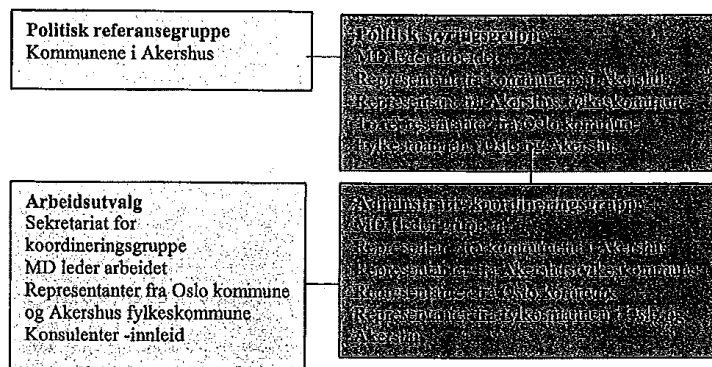 Politisk referansegruppe
Kommunene i Akershus
Politisk styringsgruppe
MD leder arbeidet
Representant fra kommunene i Akershus
Representant fra Akershus fylkeskommune
To representanter fra Oslo kommune
Fylkesmannen i Oslo og Akershus
Arbeidsutvalg
Sekretariat for
koordineringsgruppe
MD leder arbeidet
Representanter fra Oslo kommune
og Akershus fylkeskommune
Konsulenter -innleid
Administrativ koordineringsgruppe
MD leder gruppen
Representant fra kommunene i Akershus
Representanter fra Akershus fylkeskommune
Representanter fra Oslo kommune
Representanter fra fylkesmannen i Oslo og
Akershus